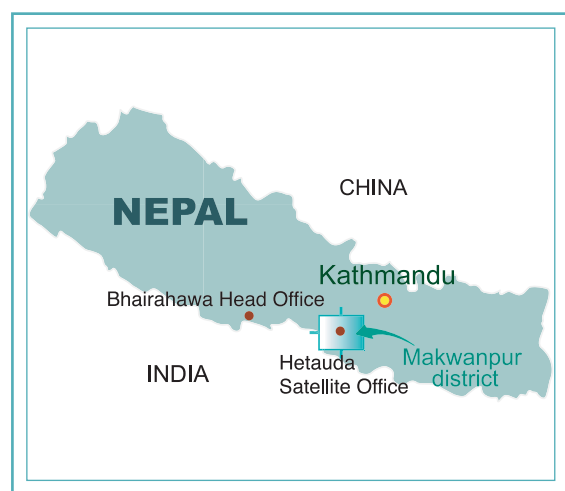 CHINA
NEPAL
Kathmandu
Bhairahawa Head Office
Hetauda
Satellite Office
Makwanpur
district
INDIA